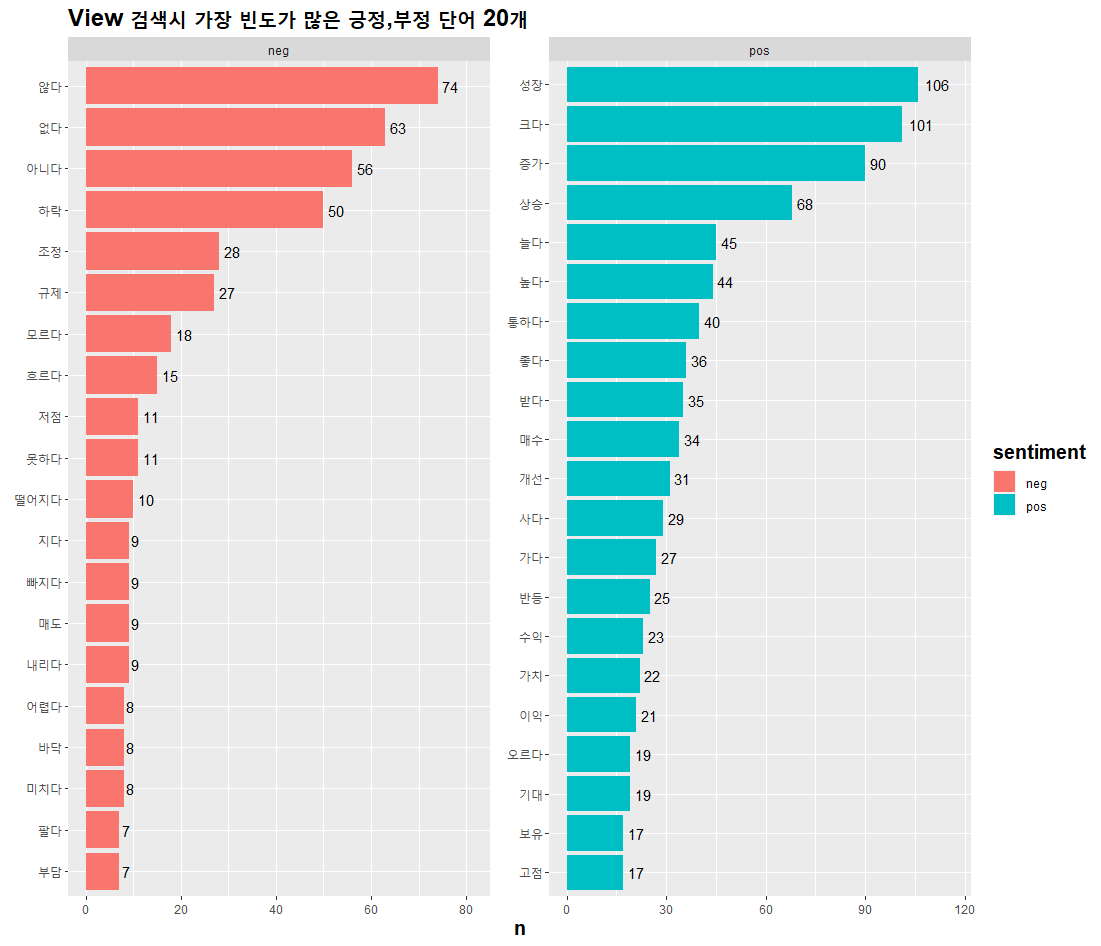 View 검색시 가장 빈도가 많은 긍정,부정 단어 20개
neg
않다 74
없다 63
아니다 56
하락 50
조정 28
규제 27
모르다 18
흐르다 15
저점 11
못하다 11
떨어지다 10
지다 9
빠지다 9
매도 9
내리다 9
어렵다 8
바닥 8
미치다 8
팔다 7
부담 7
0 20 40 60 80
pos
성장 106
크다 101
증가 90
상승 68
늘다 45
높다 44
통하다 40
좋다 36
받다 35
매수 34
개선 31
사다 29
가다 27
반등 25
수익 23
가치 22
이익 21
오르다 19
기대 19
보유 17
고점 17
0 30 60 90 120
n
sentiment
neg
pos